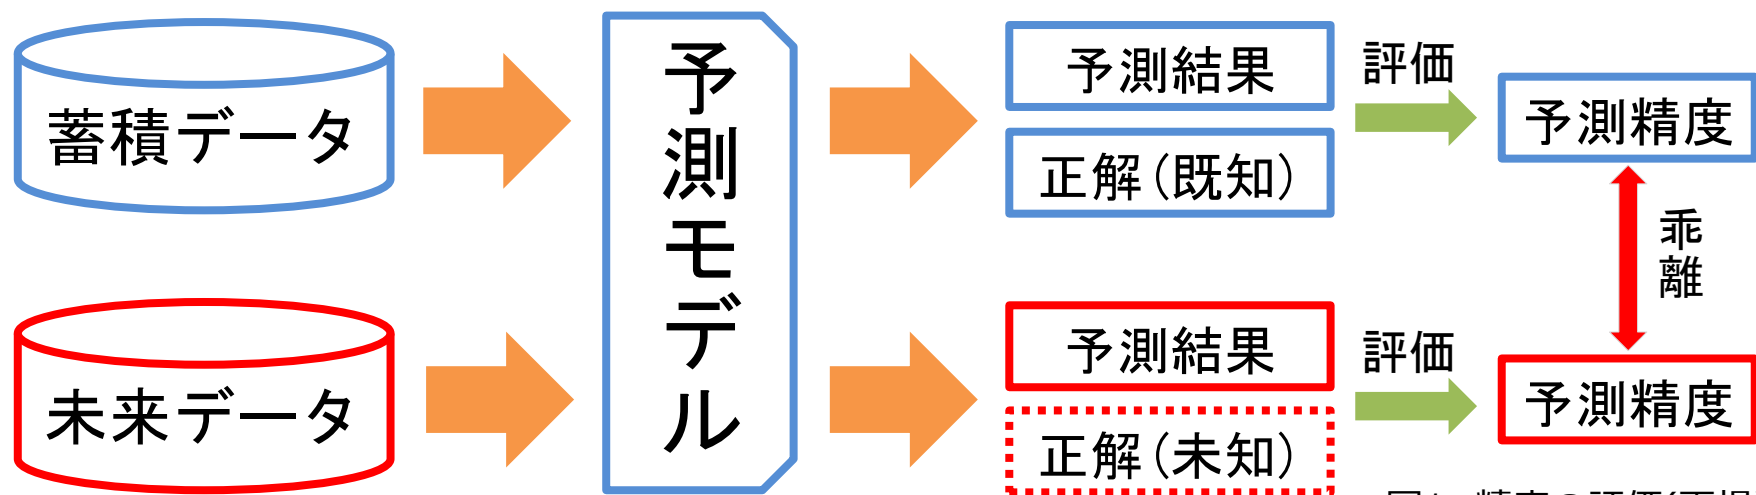 蓄積データ
予測モデル
予測結果
正解(既知)
評価
予測精度
乖離
未来データ
予測結果
正解(未知)
評価
予測精度